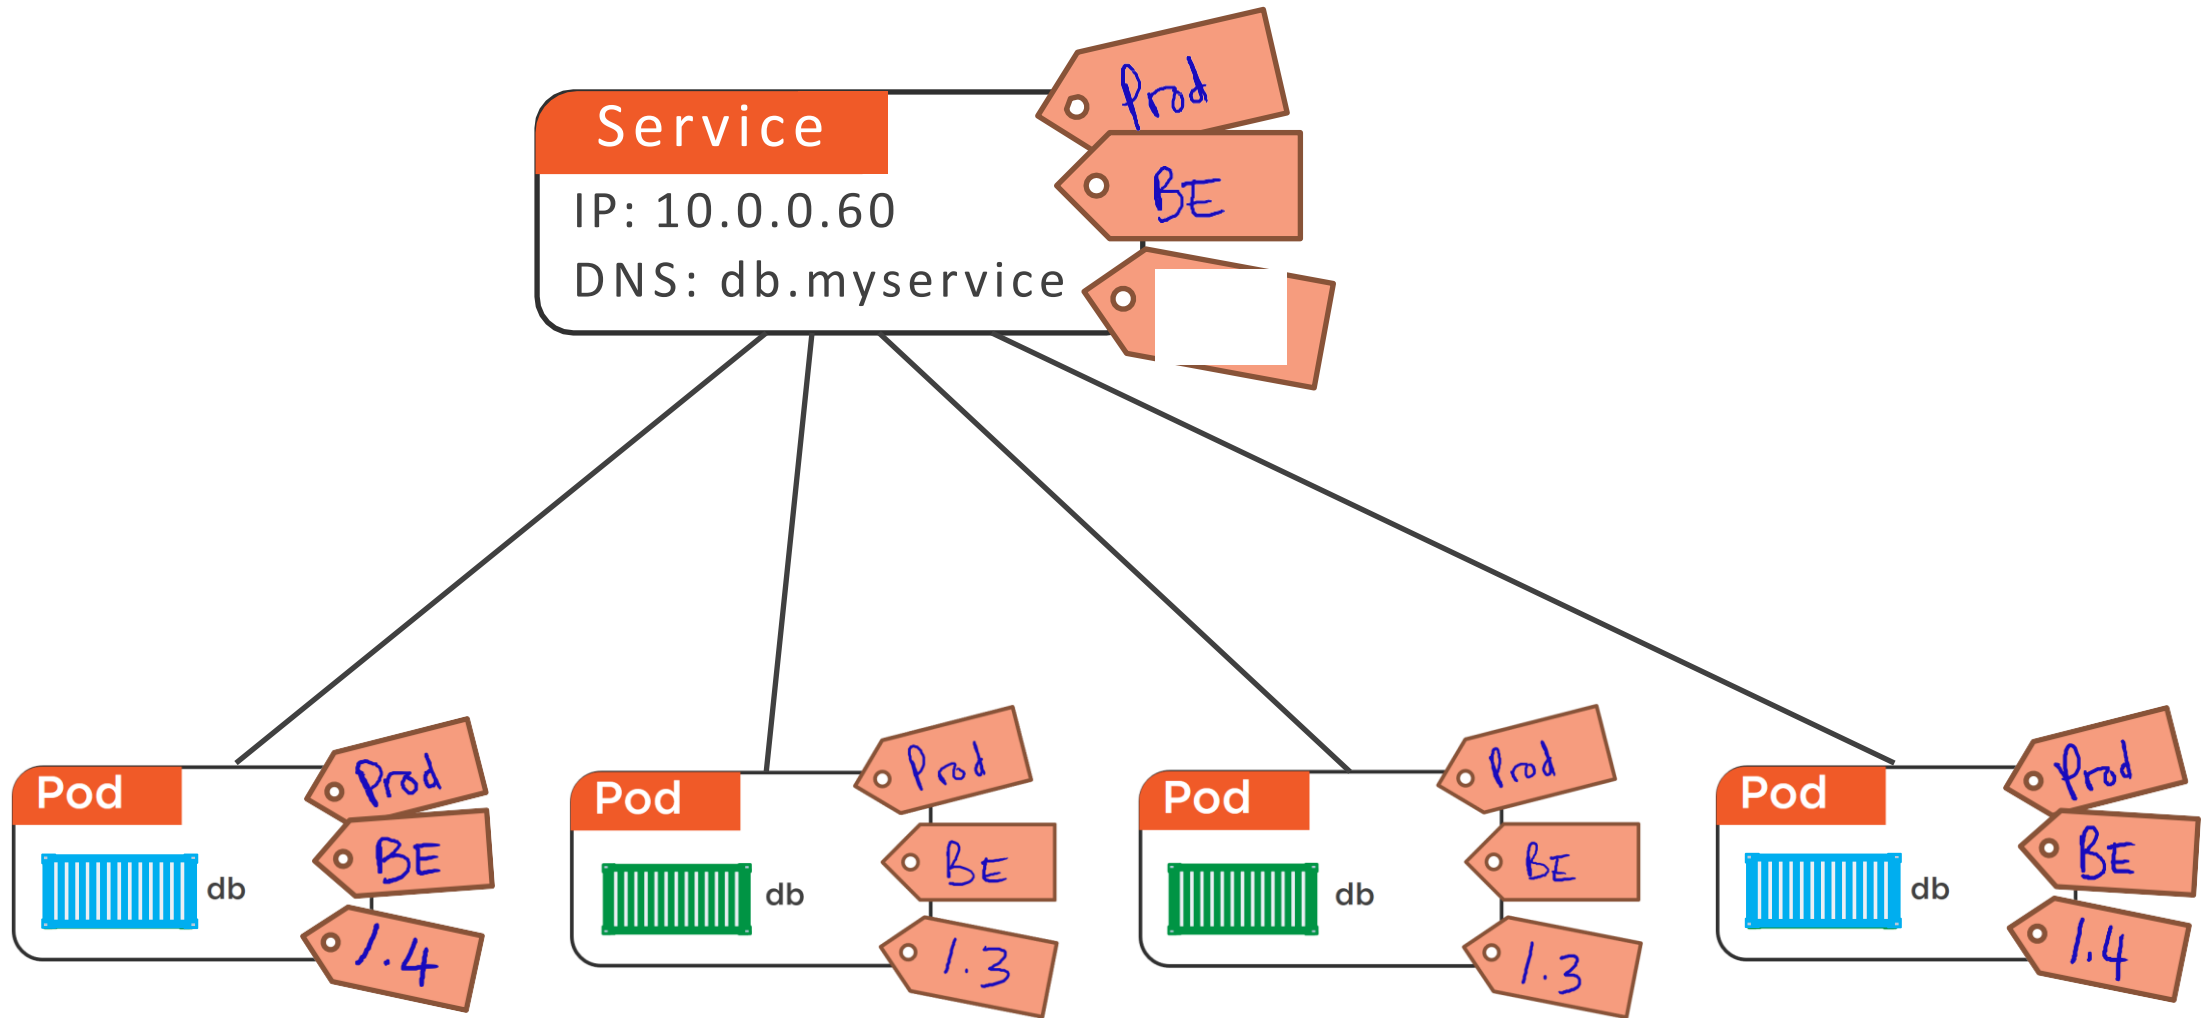 Service
Prod
IP: 10.0.0.60
BE
DNS: db.myservice
Pod
db
Prod
BE
1.4
Pod
db
Prod
BE
1.3
Pod
db
Prod
BE
1.3
Pod
db
Prod
BE
1.4